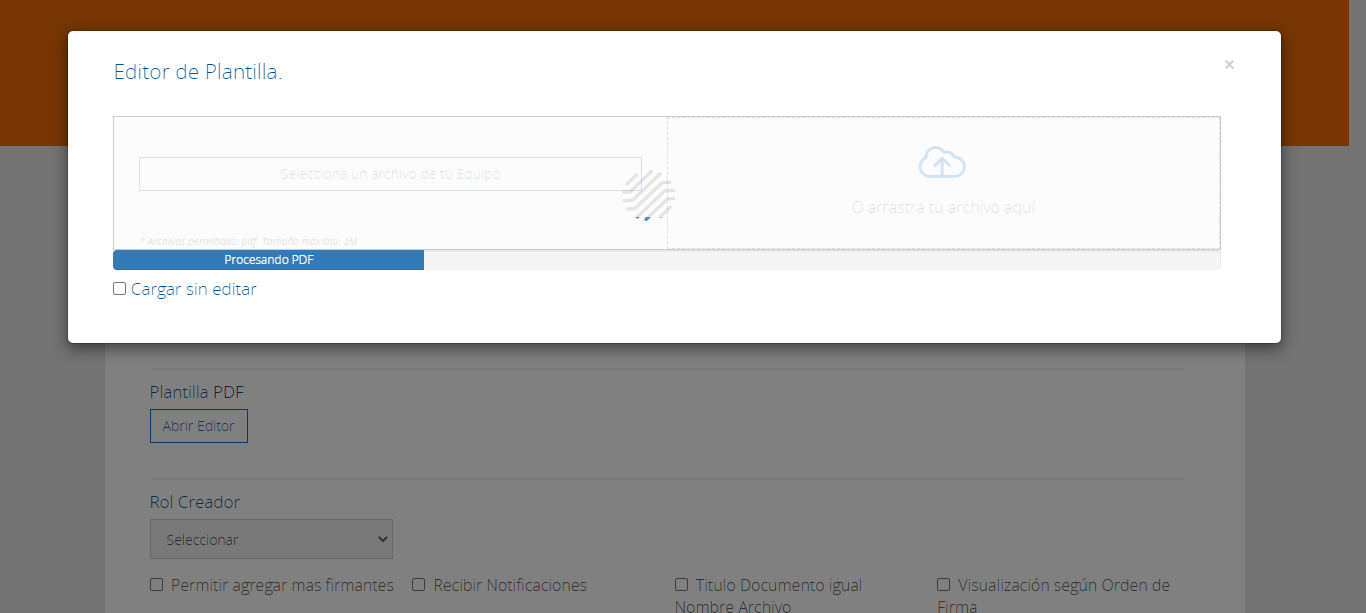 Editor de Plantilla.
×
Selecciona un archivo de tu Equipo
O arrastra tu archivo aquí
* Archivos permitidos: pdf. Tamaño maximo: 2M
Procesando PDF
Cargar sin editar
Plantilla PDF
Abrir Editor
Rol Creador
Seleccionar
Permitir agregar mas firmantes
Recibir Notificaciones
Titulo Documento igual
Nombre Archivo
Visualización según Orden de
Firma